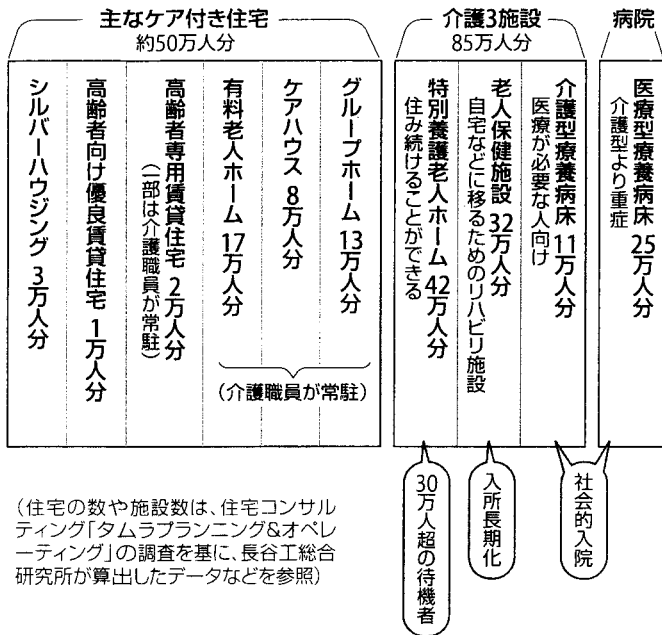 主なケア付き住宅
約50万人分
シルバーハウジング 3万人分
高齢者向け優良賃貸住宅 1万人分
高齢者専用賃貸住宅 2万人分
(一部は介護職員が常駐)
有料老人ホーム 17万人分
ケアハウス 8万人分
グループホーム 13万人分
(介護職員が常駐)
介護3施設
85万人分
特別養護老人ホーム 42万人分
住み続けることができる
老人保健施設 32万人分
自宅などに移るためのリハビリ施設
介護型療養病床 11万人分
医療が必要な人向け
病院
医療型療養病床 25万人分
介護型より重症
30万人超の待機者
入所長期化
社会的入院
(住宅の数や施設数は、住宅コンサル
ティング「タムラプランニング&オペレ
ーティング」の調査を基に、長谷工総合
研究所が算出したデータなどを参照)